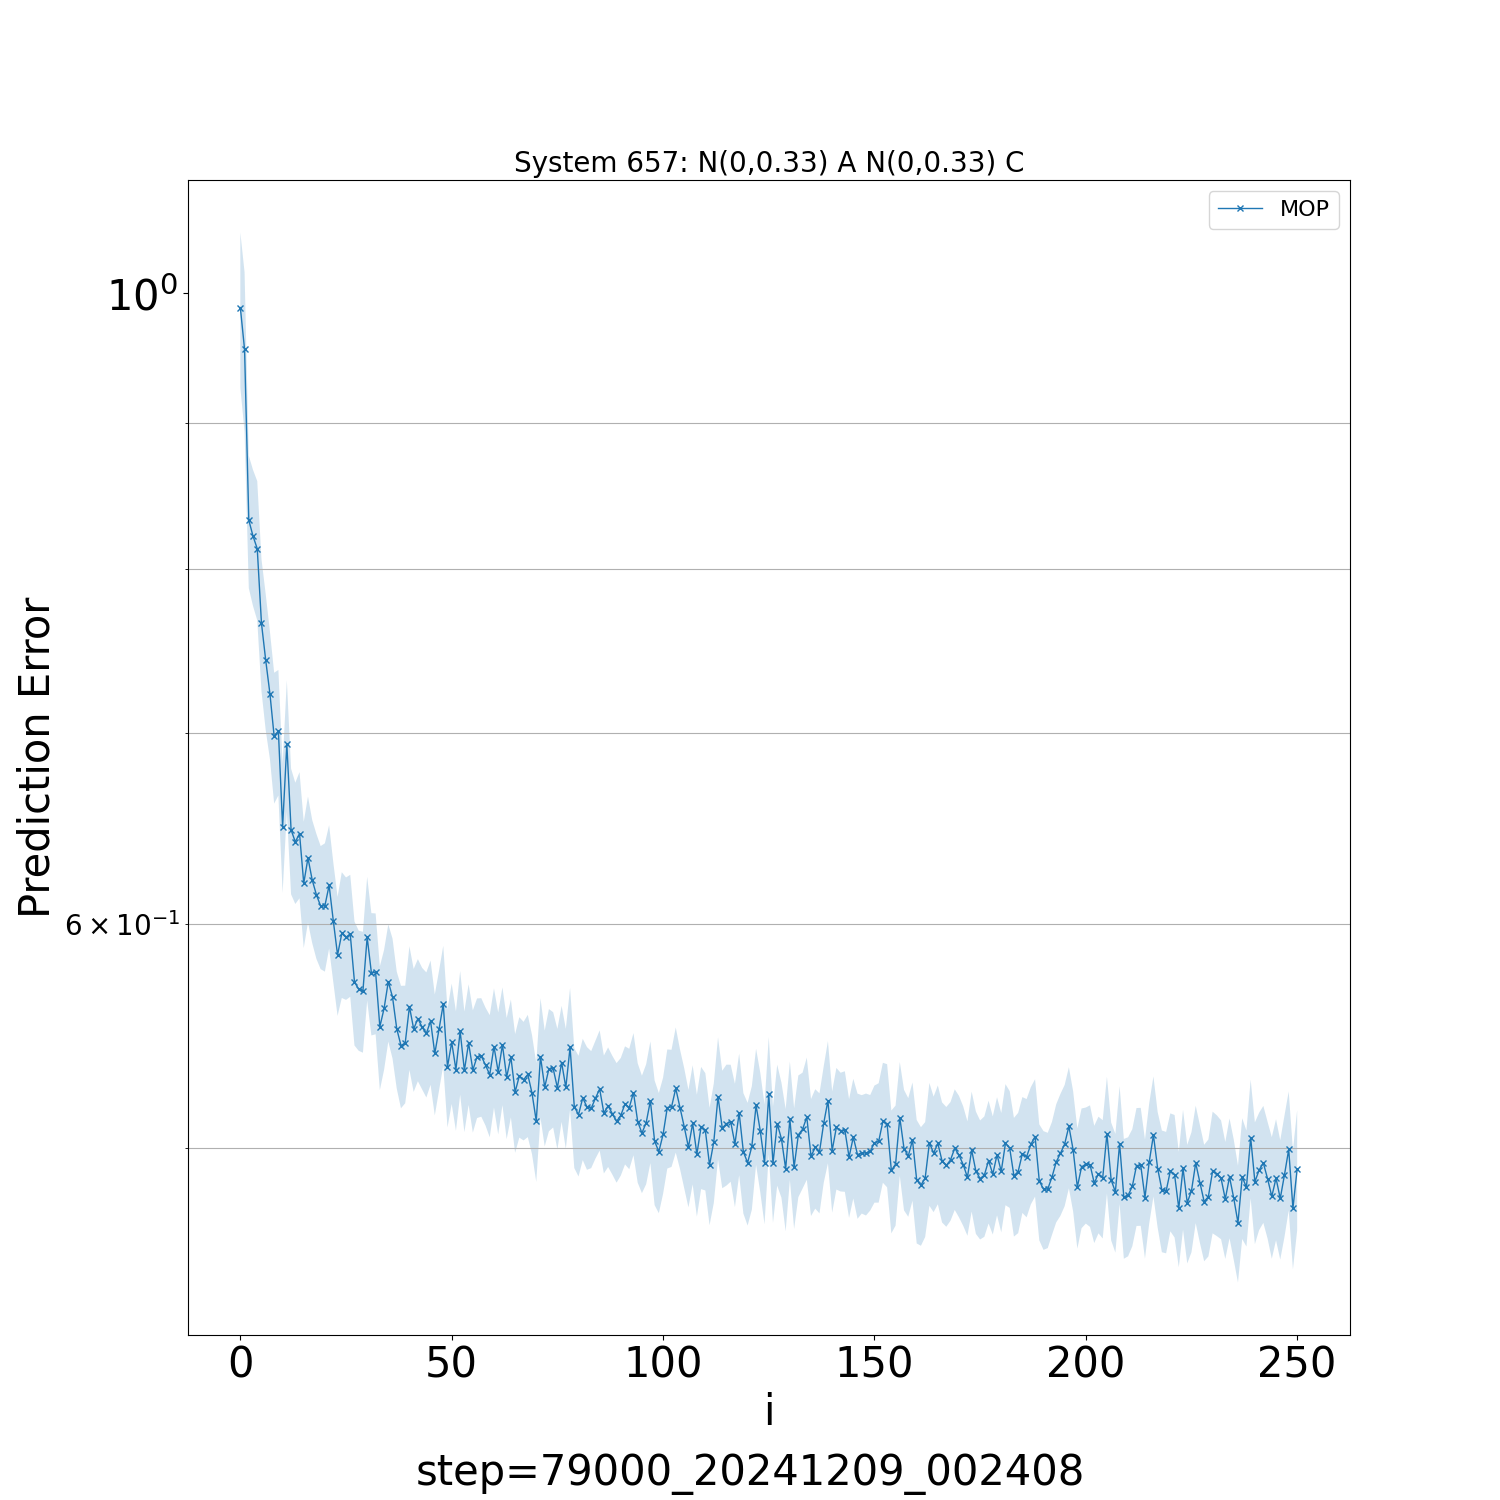 System 657: N(0,0.33) A N(0,0.33) C
MOP
10⁰
Prediction Error
6 × 10⁻¹
0 50 100 150 200 250
i
step=79000_20241209_002408